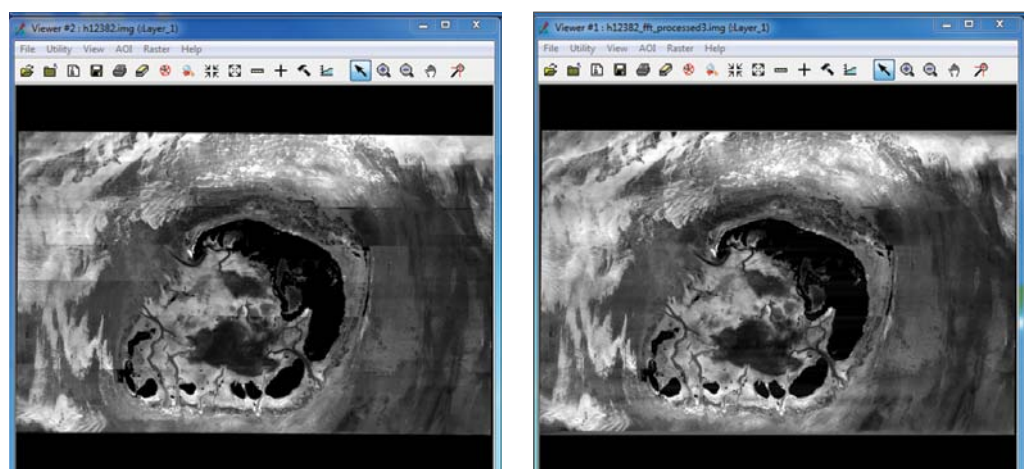 Viewer #2 : h12382.img (:Layer_1)
File Utility View AOI Raster Help
Viewer #1 : h12382_fft_processed3.img (:Layer_1)
File Utility View AOI Raster Help